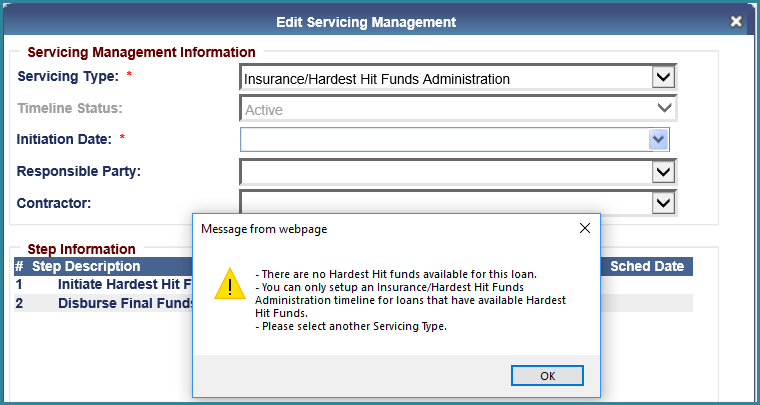 Edit Servicing Management
Servicing Management Information
Servicing Type: * Insurance/Hardest Hit Funds Administration
Timeline Status: Active
Initiation Date: *
Responsible Party:
Contractor:
Message from webpage
- There are no Hardest Hit funds available for this loan.
- You can only setup an Insurance/Hardest Hit Funds
Administration timeline for loans that have available Hardest
Hit Funds.
- Please select another Servicing Type.
OK
Step Information
# Step Description Sched Date
1 Initiate Hardest Hit F
2 Disburse Final Funds